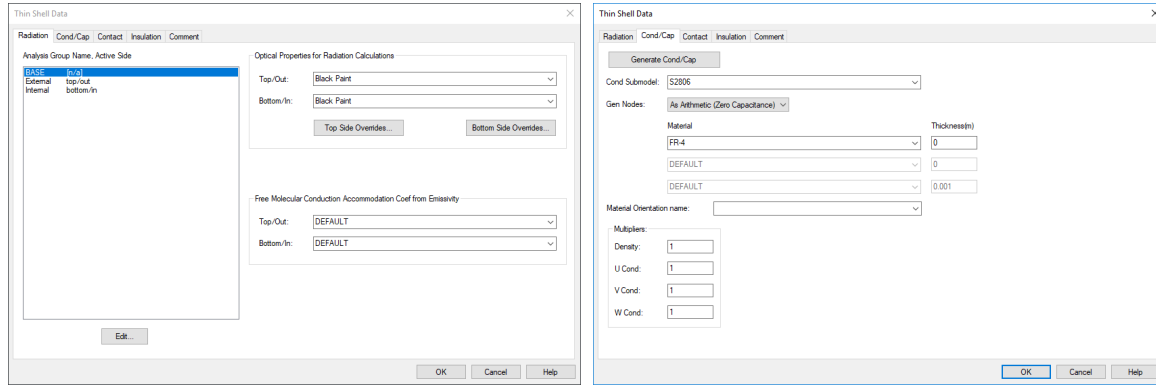 Thin Shell Data
Radiation Cond/Cap Contact Insulation Comment
Analysis Group Name, Active Side
BASE [n/a]
External top/out
Internal bottom/in
Edit...
Optical Properties for Radiation Calculations
Top/Out: Black Paint
Bottom/In: Black Paint
Top Side Overrides... Bottom Side Overrides...
Free Molecular Conduction Accommodation Coef from Emissivity
Top/Out: DEFAULT
Bottom/In: DEFAULT
OK Cancel Help
Thin Shell Data
Radiation Cond/Cap Contact Insulation Comment
Generate Cond/Cap
Cond Submodel: S2806
Gen Nodes: As Arithmetic (Zero Capacitance)
Material Thickness(m)
FR-4 0
DEFAULT 0
DEFAULT 0.001
Material Orientation name:
Multipliers:
Density: 1
U Cond: 1
V Cond: 1
W Cond: 1
OK Cancel Help